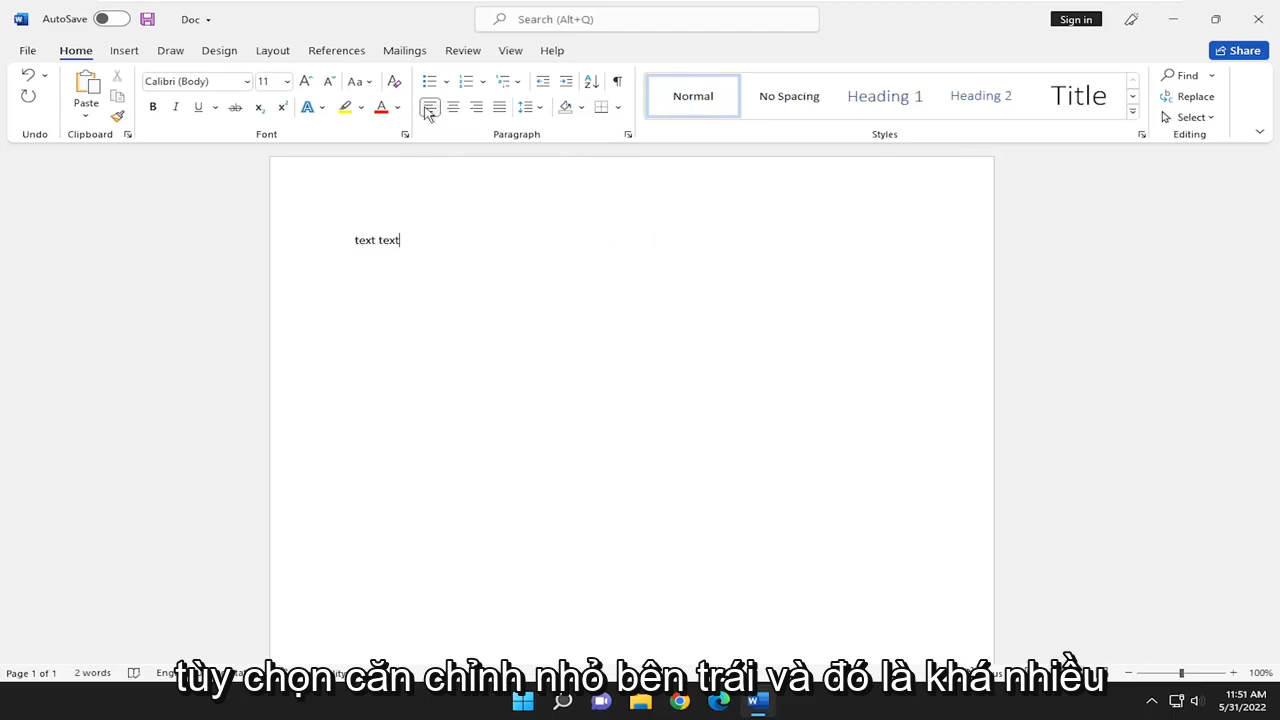 AutoSave
Doc
Search (Alt+Q)
Sign in
File Home Insert Draw Design Layout References Mailings Review View Help
Share
Calibri (Body) 11
Paste
Normal No Spacing Heading 1 Heading 2 Title
Find
Replace
Select
Undo Clipboard Font Paragraph Styles Editing
text text
Page 1 of 1 2 words
100%
tùy chọn căn chỉnh nhỏ bên trái và đó là khá nhiều
11:51 AM
5/31/2022